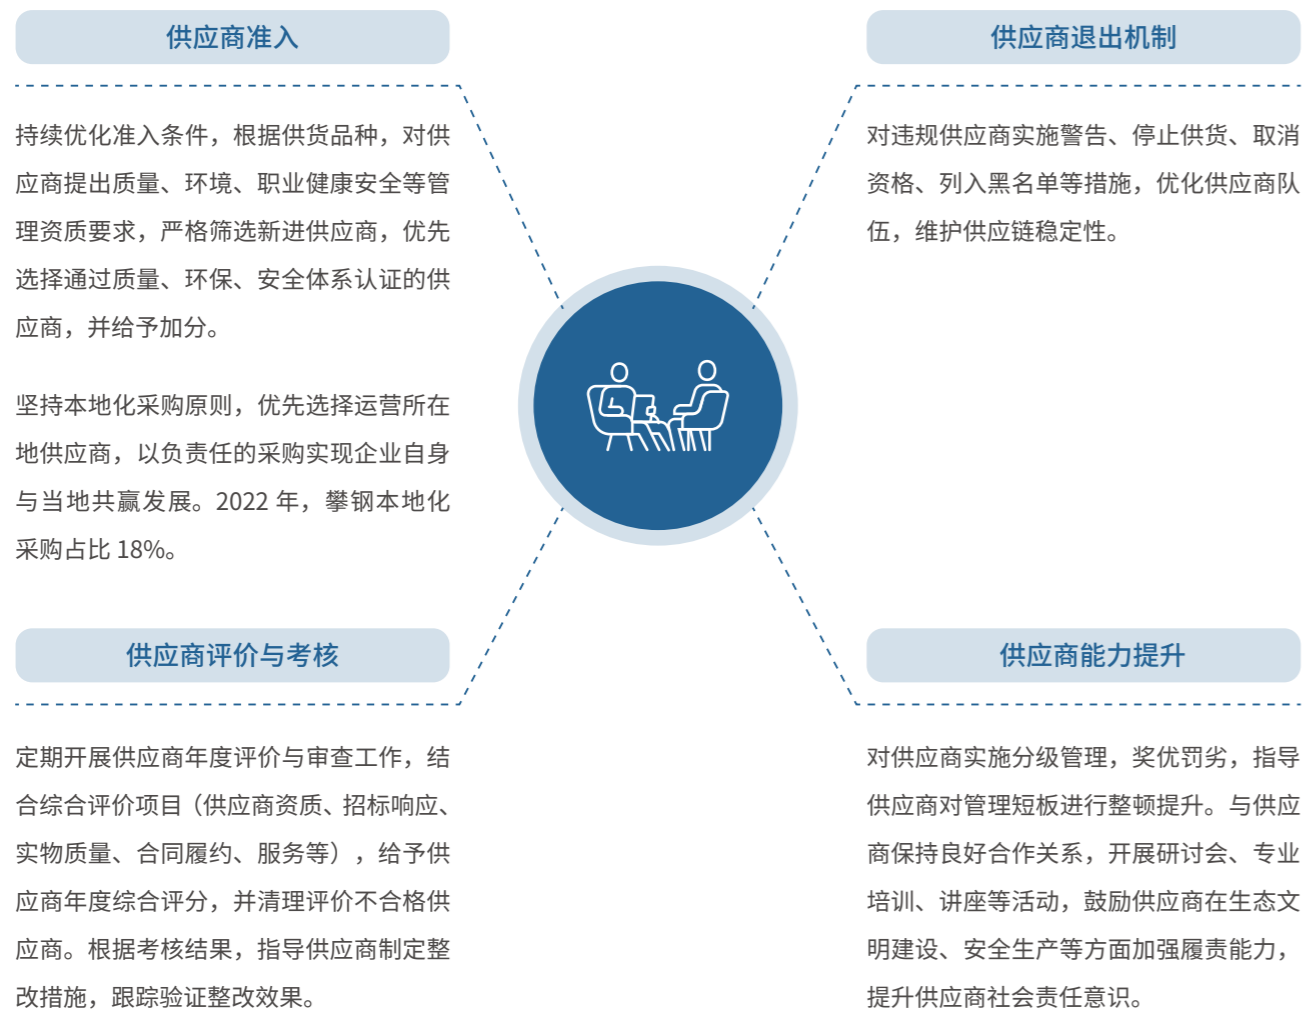 供应商准入
持续优化准入条件，根据供货品种，对供
应商提出质量、环境、职业健康安全等管
理资质要求，严格筛选新进供应商，优先
选择通过质量、环保、安全体系认证的供
应商，并给予加分。
坚持本地化采购原则，优先选择运营所在
地供应商，以负责任的采购实现企业自身
与当地共赢发展。2022 年，攀钢本地化
采购占比 18%。
供应商退出机制
对违规供应商实施警告、停止供货、取消
资格、列入黑名单等措施，优化供应商队
伍，维护供应链稳定性。
供应商评价与考核
定期开展供应商年度评价与审查工作，结
合综合评价项目（供应商资质、招标响应、
实物质量、合同履约、服务等），给予供
应商年度综合评分，并清理评价不合格供
应商。根据考核结果，指导供应商制定整
改措施，跟踪验证整改效果。
供应商能力提升
对供应商实施分级管理，奖优罚劣，指导
供应商对管理短板进行整顿提升。与供应
商保持良好合作关系，开展研讨会、专业
培训、讲座等活动，鼓励供应商在生态文
明建设、安全生产等方面加强履责能力，
提升供应商社会责任意识。